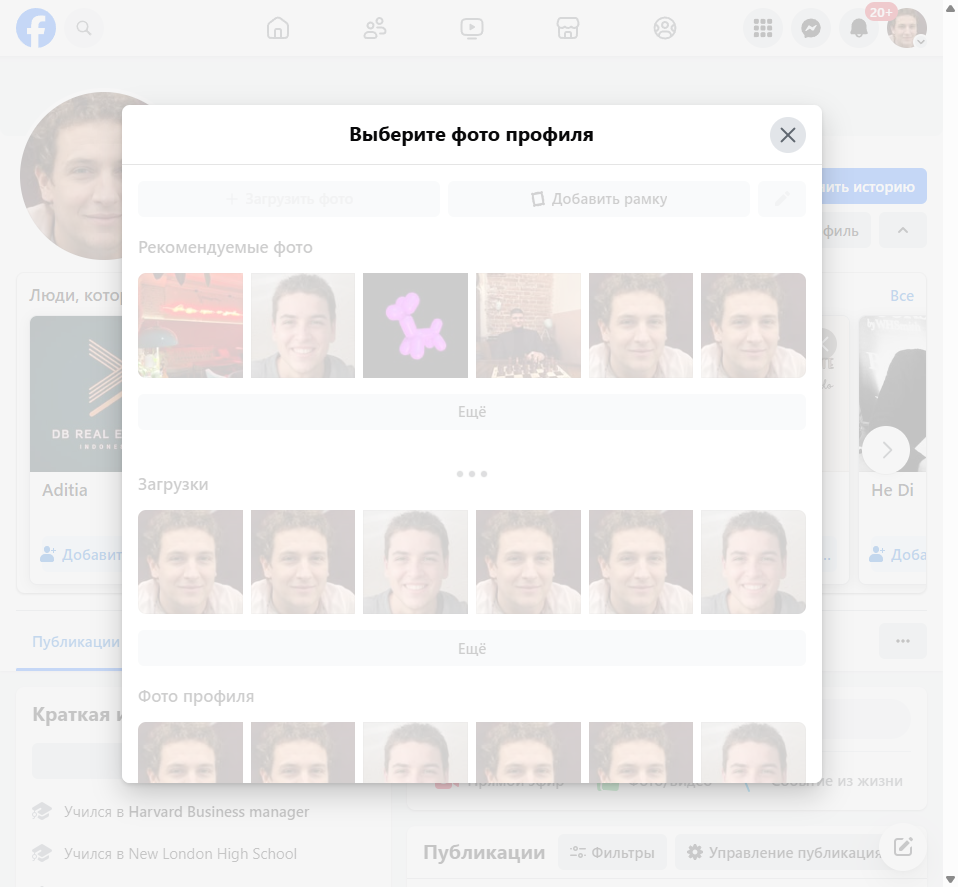 20+
Выберите фото профиля
+ Загрузить фото
Добавить рамку
ить историю
филь
Рекомендуемые фото
Люди, котор
Все
DB REAL E
INDONES
Ещё
Загрузки
Aditia
He Di
Добавит
Доба
Публикации
Ещё
Фото профиля
Краткая и
Прямой эфир
Фото/видео
Событие из жизни
Учился в Harvard Business manager
Учился в New London High School
Публикации
Фильтры
Управление публикация